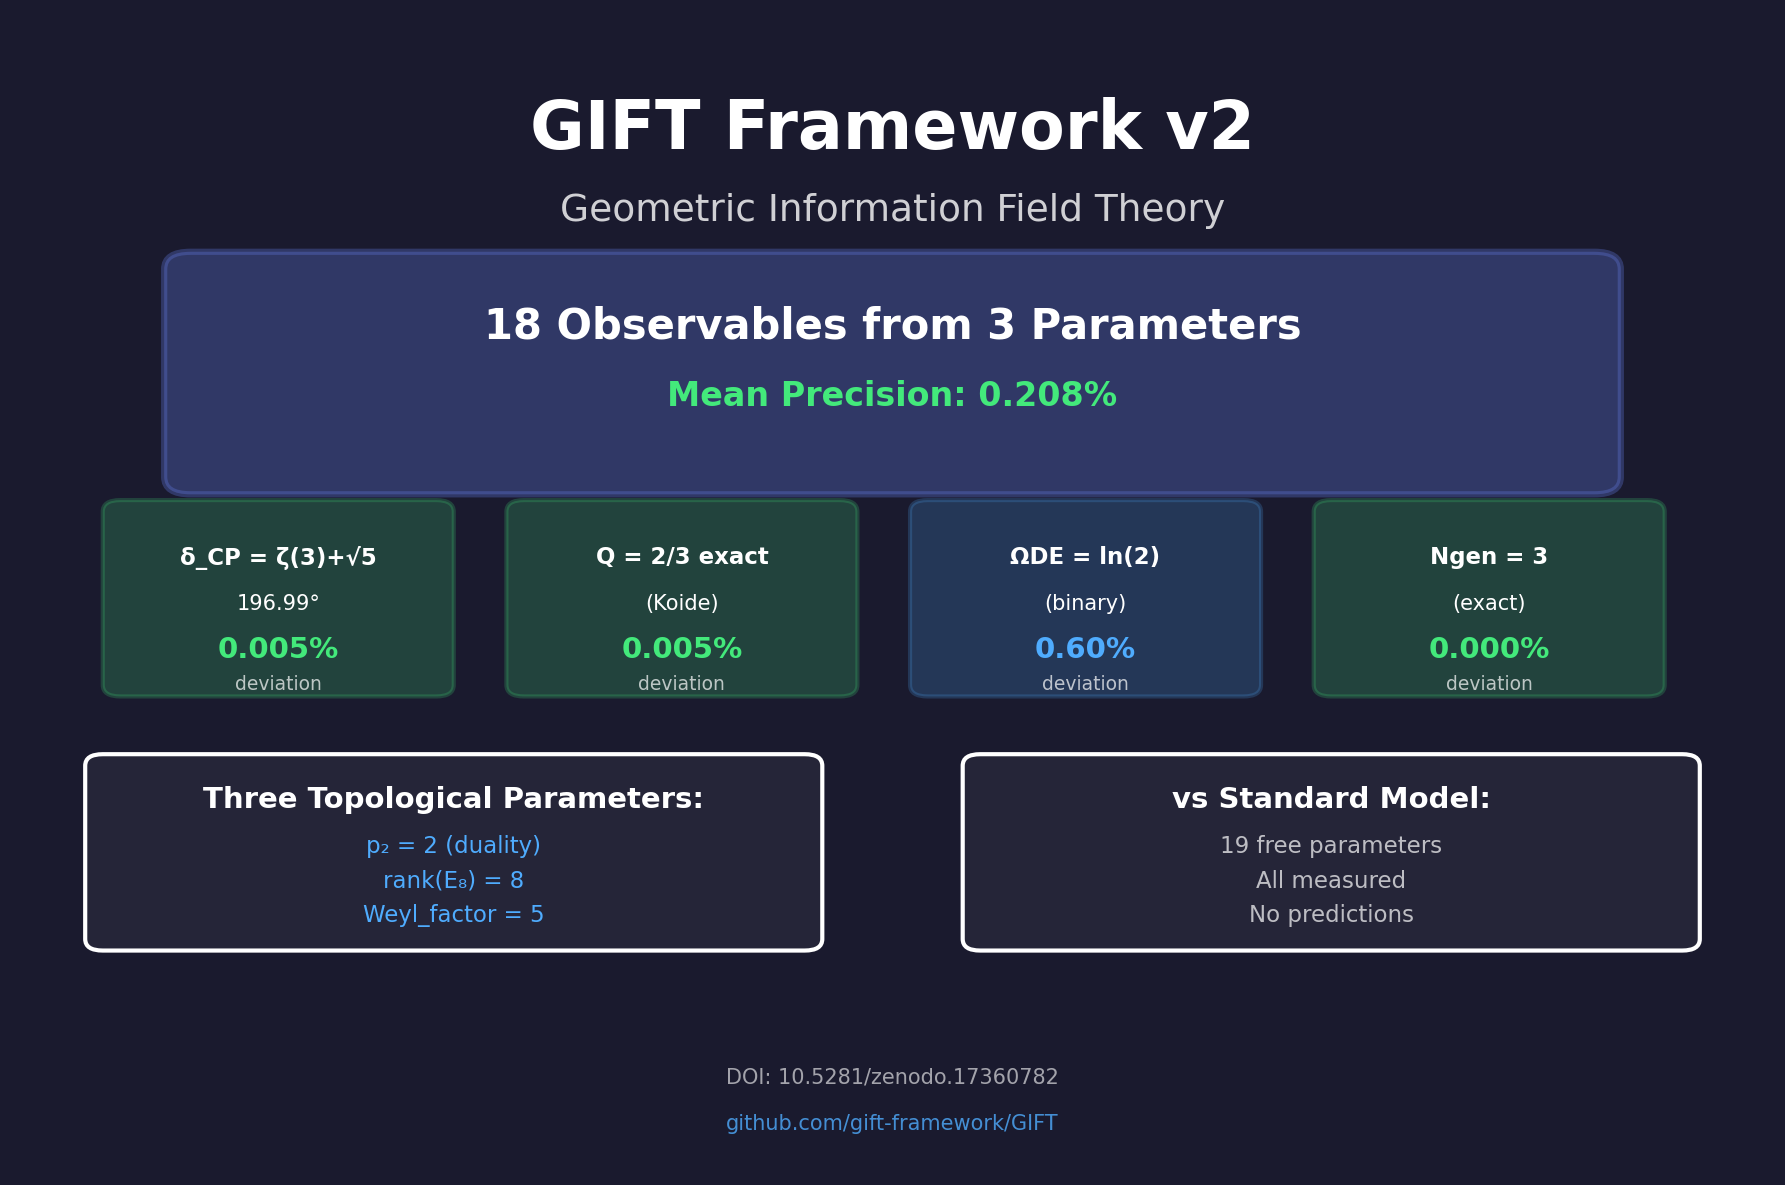 GIFT Framework v2
Geometric Information Field Theory
18 Observables from 3 Parameters
Mean Precision: 0.208%
δ_CP = ζ(3)+√5
196.99°
0.005%
deviation
Q = 2/3 exact
(Koide)
0.005%
deviation
ΩDE = ln(2)
(binary)
0.60%
deviation
Ngen = 3
(exact)
0.000%
deviation
Three Topological Parameters:
p₂ = 2 (duality)
rank(E₈) = 8
Weyl_factor = 5
vs Standard Model:
19 free parameters
All measured
No predictions
DOI: 10.5281/zenodo.17360782
github.com/gift-framework/GIFT